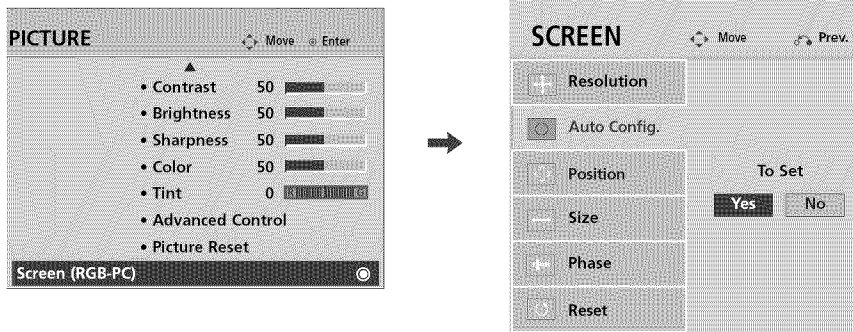 PICTURE
Move
Enter
• Contrast 50
• Brightness 50
• Sharpness 50
• Color 50
• Tint 0 R G
• Advanced Control
• Picture Reset
Screen (RGB-PC)
SCREEN
Move
Prev.
Resolution
Auto Config.
Position
Size
Phase
Reset
To Set
Yes No